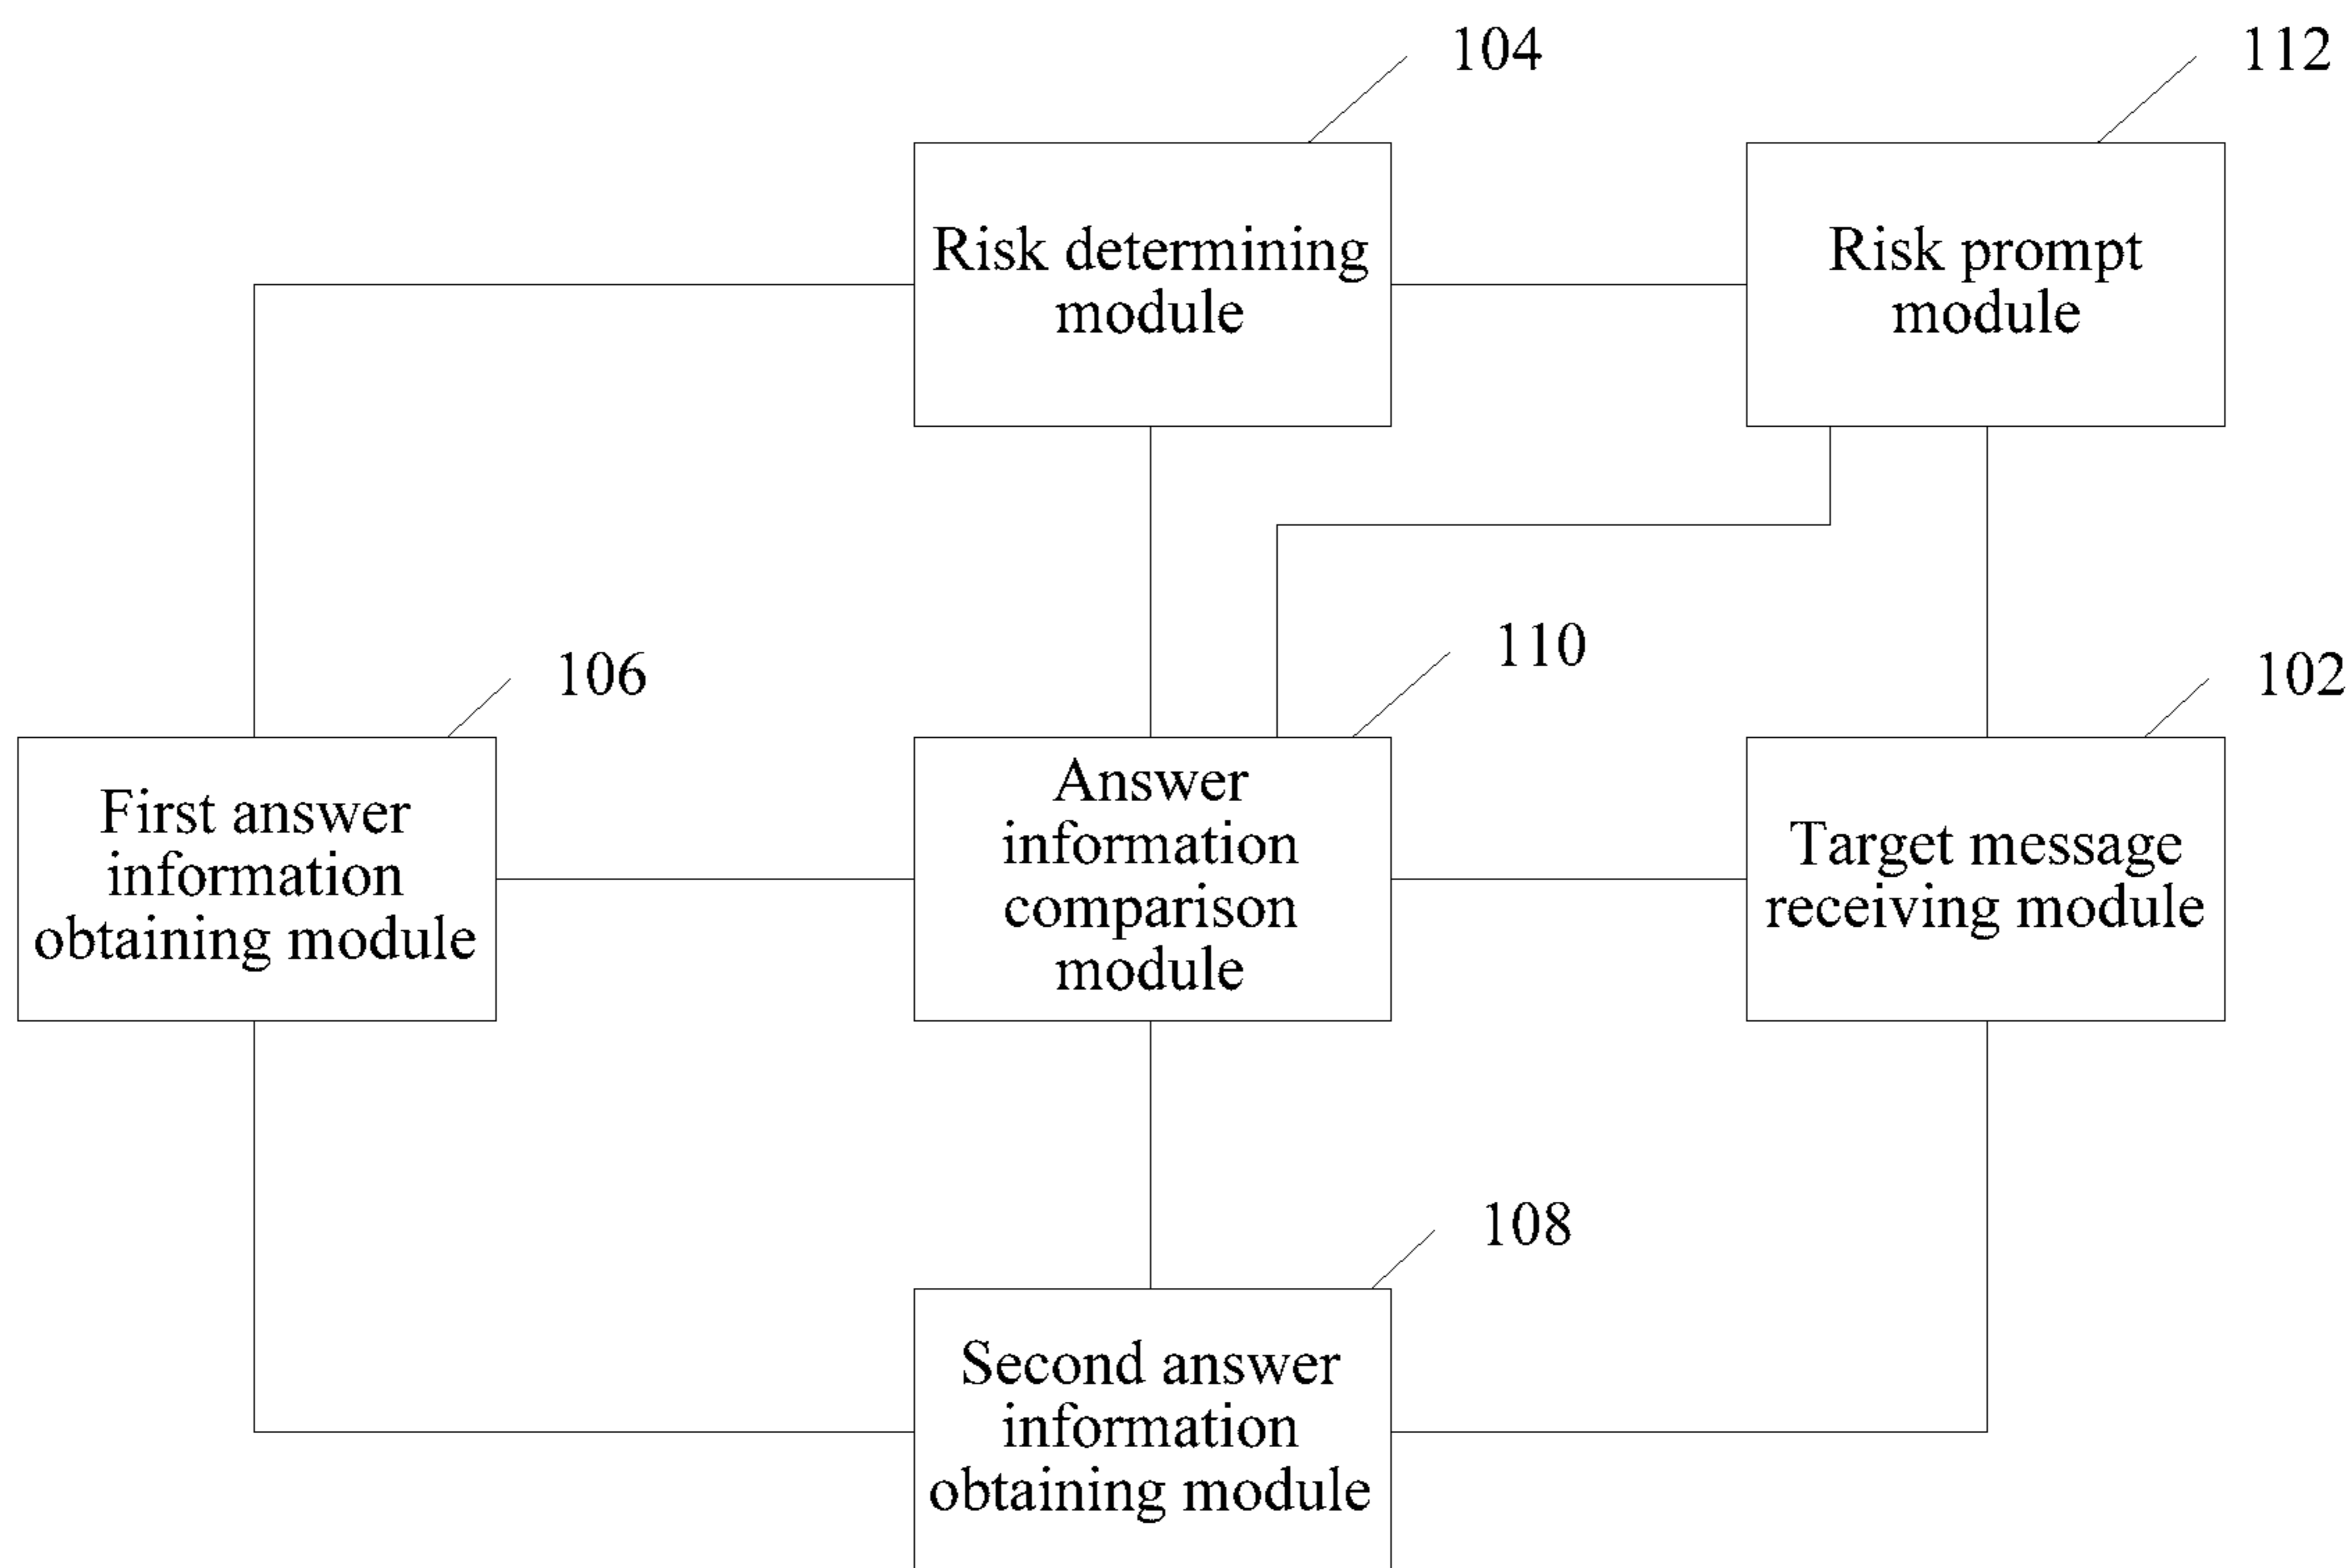 104
112
Risk determining
module
Risk prompt
module
106
110
102
First answer
information
obtaining module
Answer
information
comparison
module
Target message
receiving module
108
Second answer
information
obtaining module